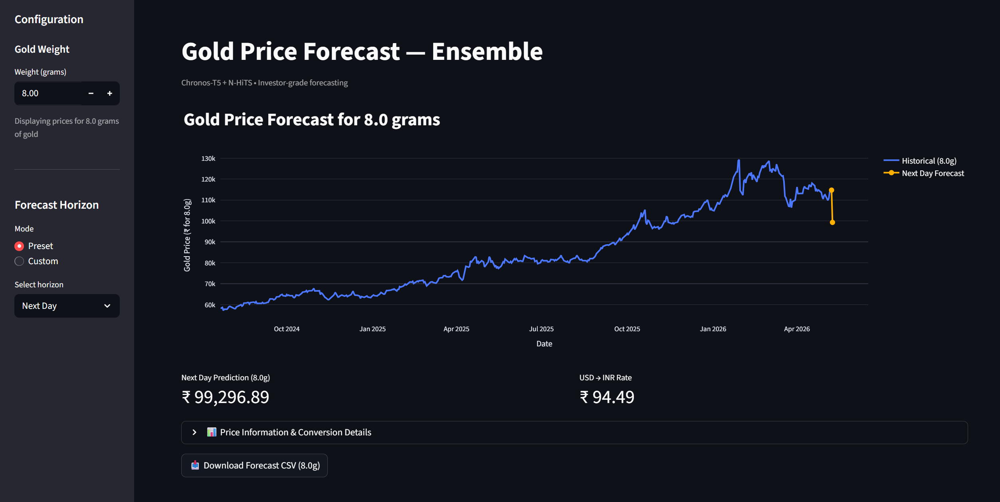 Configuration
Gold Weight
Weight (grams)
8.00
Displaying prices for 8.0 grams
of gold
Forecast Horizon
Mode
Preset
Custom
Select horizon
Next Day
Gold Price Forecast — Ensemble
Chronos-T5 + N-HiTS • Investor-grade forecasting
Gold Price Forecast for 8.0 grams
Gold Price (₹ for 8.0g)
130k
120k
110k
100k
90k
80k
70k
60k
Oct 2024
Jan 2025
Apr 2025
Jul 2025
Oct 2025
Jan 2026
Apr 2026
Date
Historical (8.0g)
Next Day Forecast
Next Day Prediction (8.0g)
₹ 99,296.89
USD → INR Rate
₹ 94.49
Price Information & Conversion Details
Download Forecast CSV (8.0g)